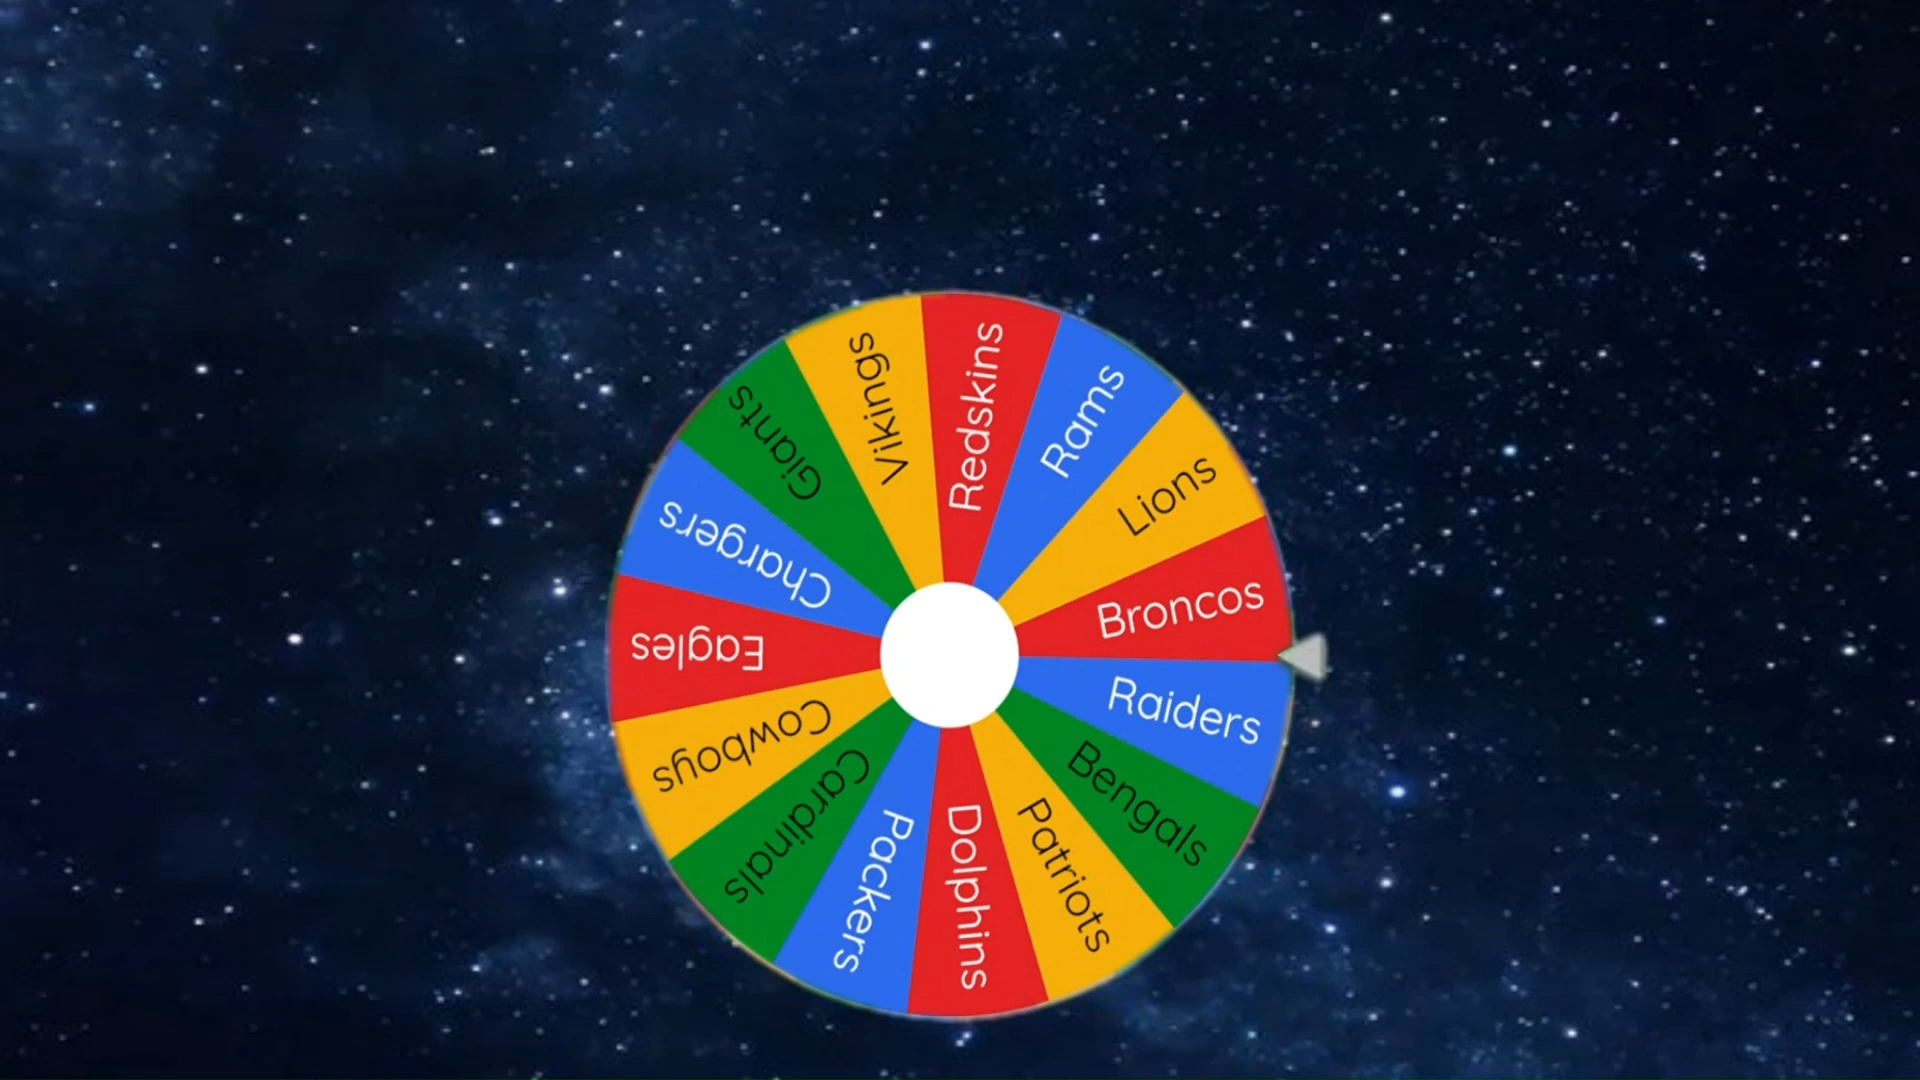 Redskins
Rams
Lions
Broncos
Raiders
Bengals
Patriots
Dolphins
Packers
Cardinals
Cowboys
Eagles
Chargers
Giants
Vikings